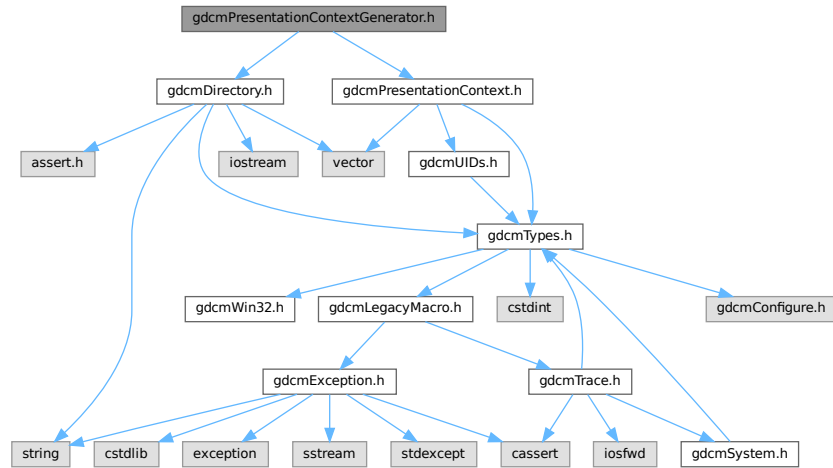 gdcmPresentationContextGenerator.h
gdcmDirectory.h
gdcmPresentationContext.h
assert.h
iostream
vector
gdcmUIDs.h
gdcmTypes.h
gdcmWin32.h
gdcmLegacyMacro.h
cstdint
gdcmConfigure.h
gdcmException.h
gdcmTrace.h
string
cstdlib
exception
sstream
stdexcept
cassert
iosfwd
gdcmSystem.h